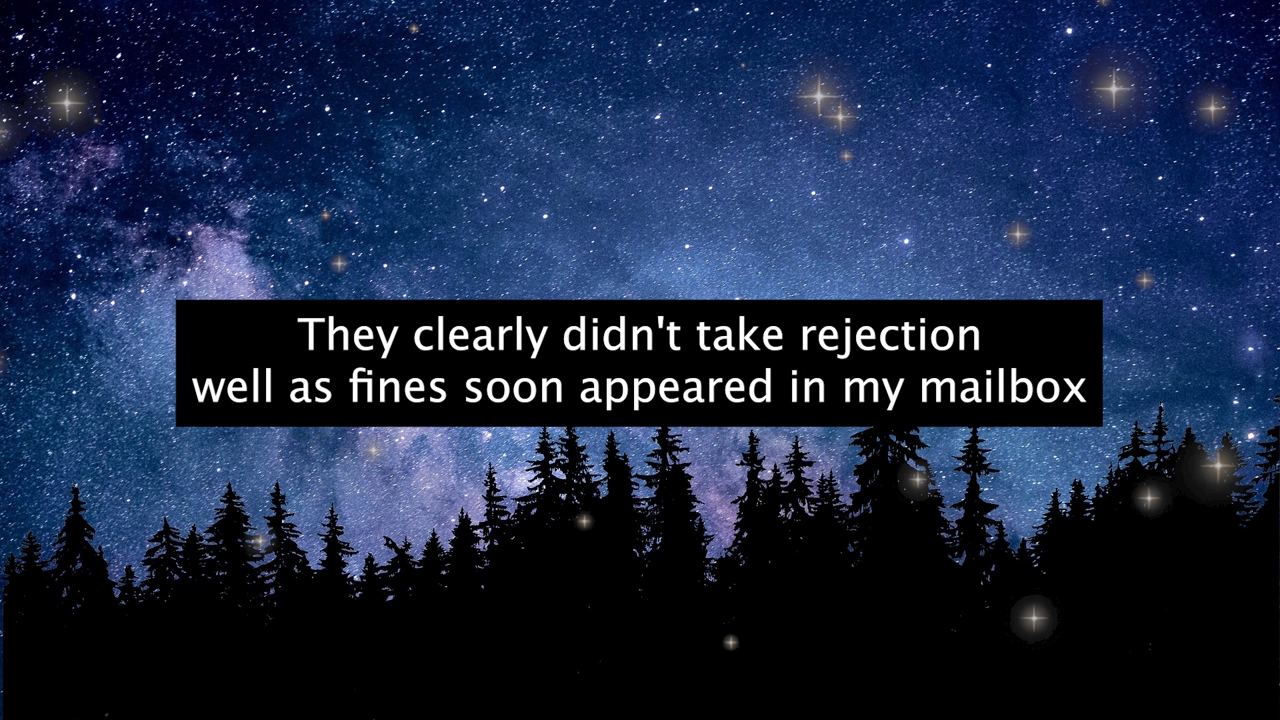 They clearly didn't take rejection
well as fines soon appeared in my mailbox